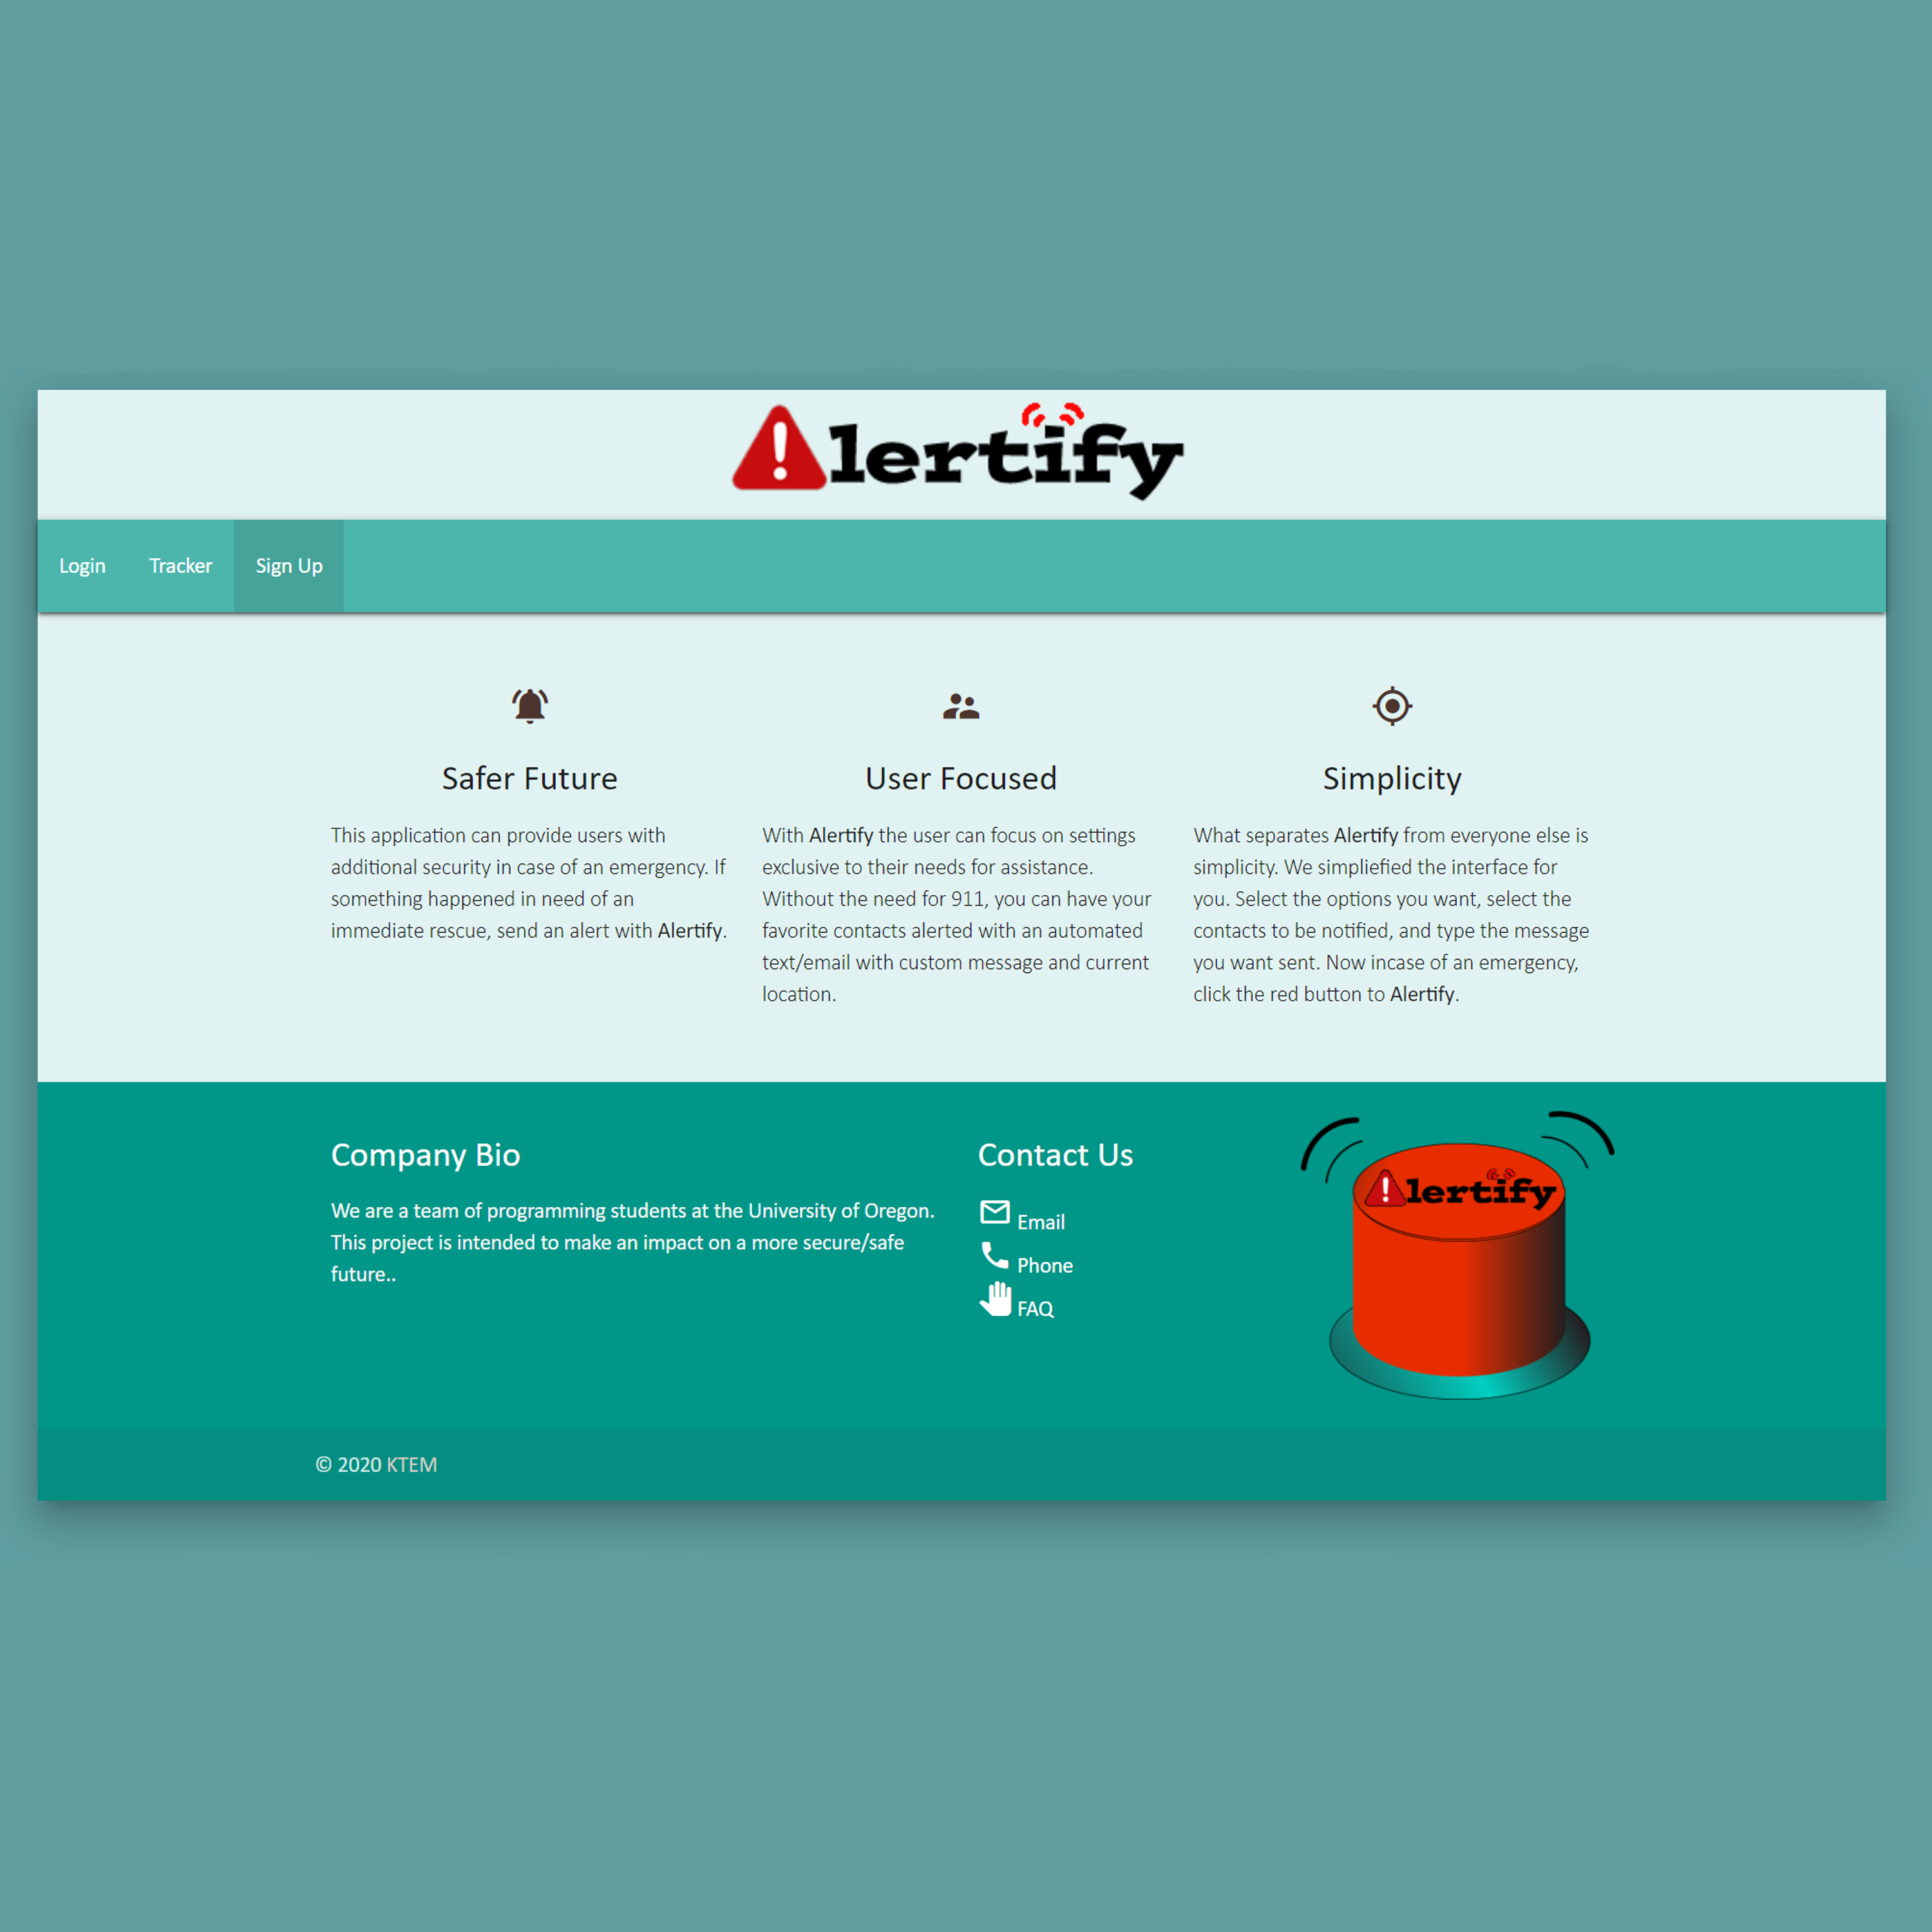 Alertify
Login Tracker Sign Up
Safer Future
This application can provide users with
additional security in case of an emergency. If
something happened in need of an
immediate rescue, send an alert with Alertify.
User Focused
With Alertify the user can focus on settings
exclusive to their needs for assistance.
Without the need for 911, you can have your
favorite contacts alerted with an automated
text/email with custom message and current
location.
Simplicity
What separates Alertify from everyone else is
simplicity. We simpliefied the interface for
you. Select the options you want, select the
contacts to be notified, and type the message
you want sent. Now incase of an emergency,
click the red button to Alertify.
Company Bio
We are a team of programming students at the University of Oregon.
This project is intended to make an impact on a more secure/safe
future..
Contact Us
Email
Phone
FAQ
Alertify
© 2020 KTEM